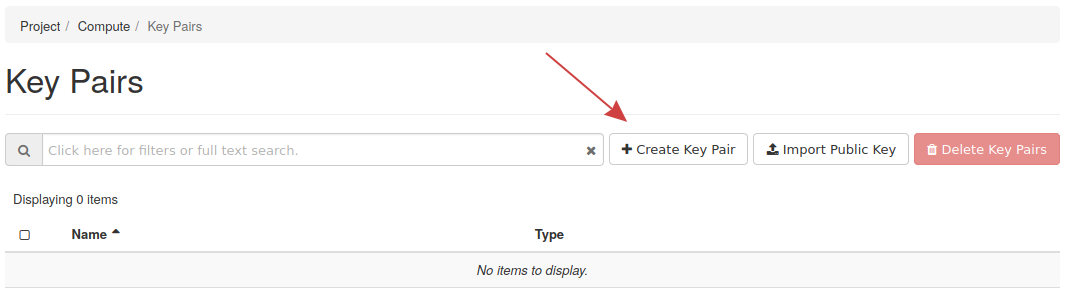 Project / Compute / Key Pairs
Key Pairs
Click here for filters or full text search. Create Key Pair Import Public Key Delete Key Pairs
Displaying 0 items
Name Type
No items to display.